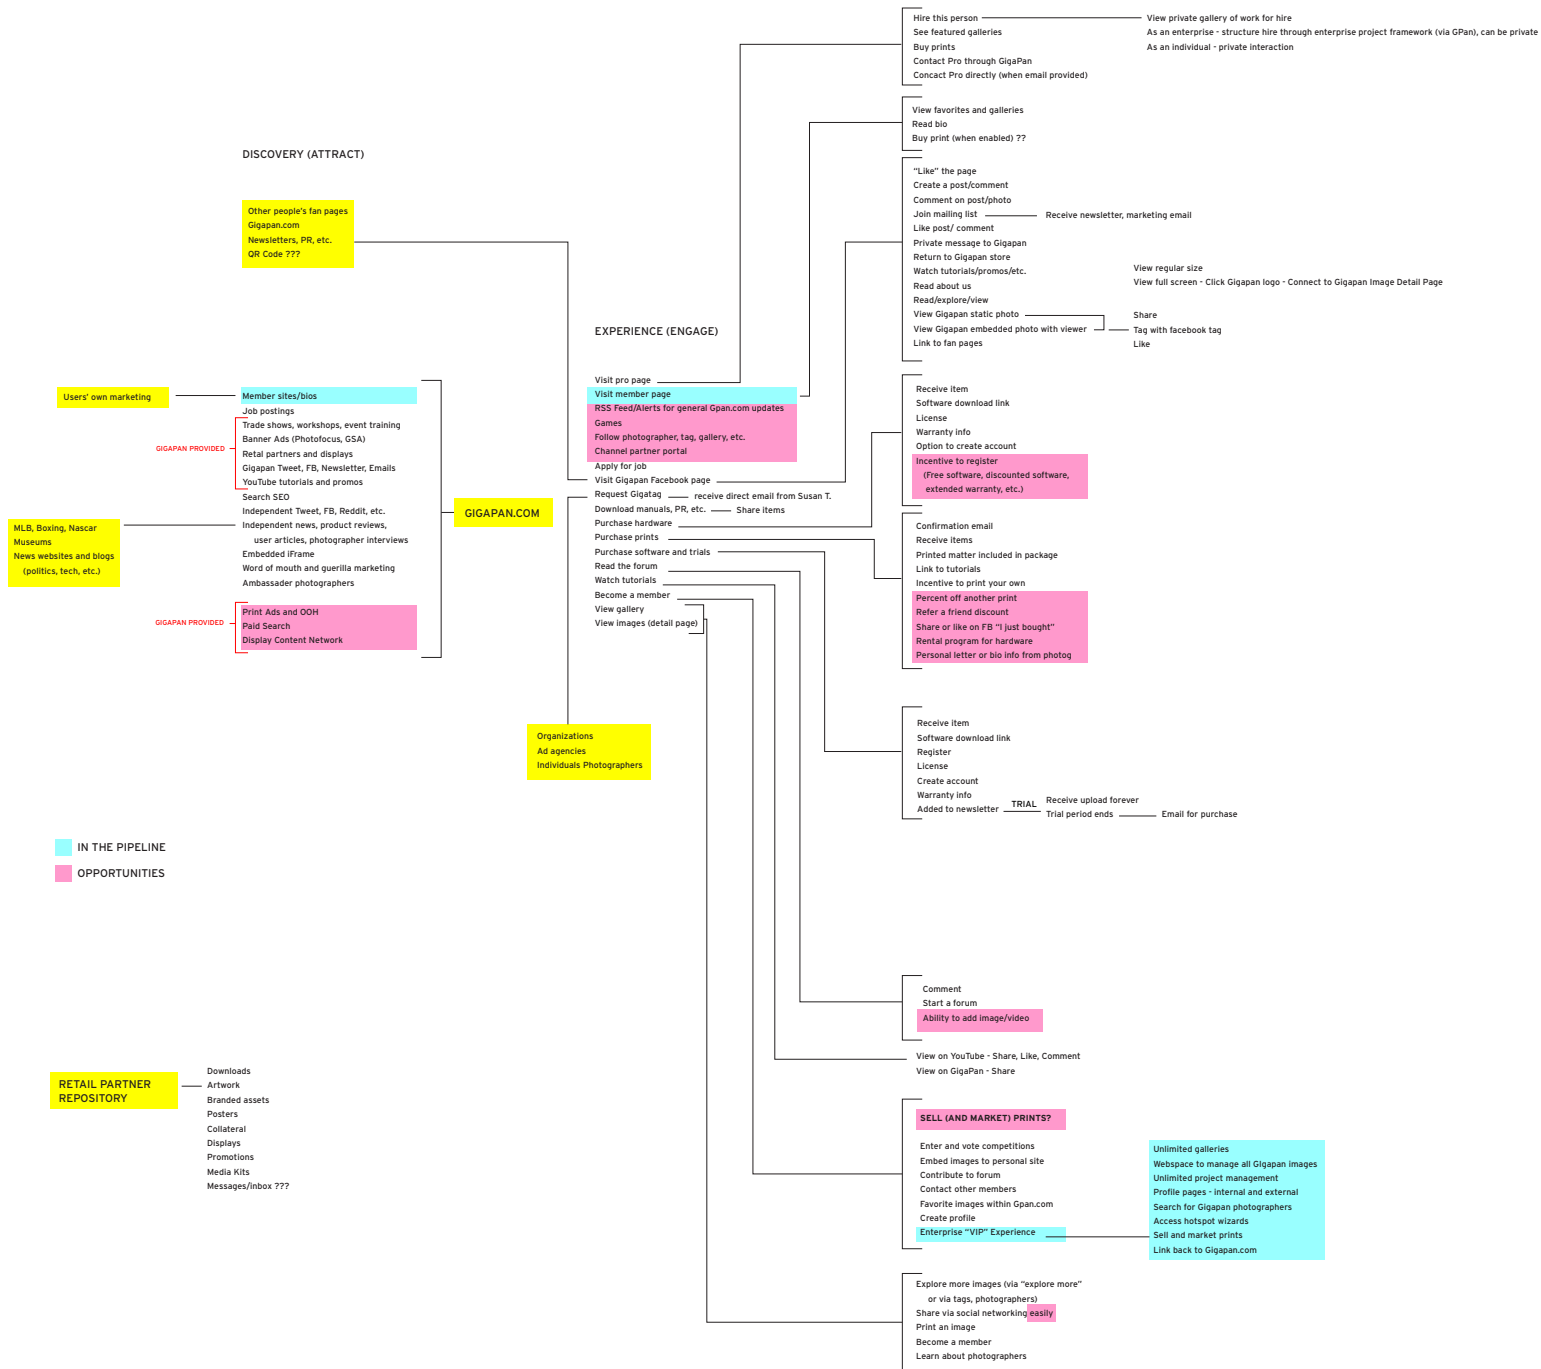 Hire this person
See featured galleries
Buy prints
Contact Pro through GigaPan
Concact Pro directly (when email provided)
View private gallery of work for hire
As an enterprise - structure hire through enterprise project framework (via GPan), can be private
As an individual - private interaction
View favorites and galleries
Read bio
Buy print (when enabled) ??
DISCOVERY (ATTRACT)
Other people's fan pages
Gigapan.com
Newsletters, PR, etc.
QR Code ???
“Like” the page
Create a post/comment
Comment on post/photo
Join mailing list
Receive newsletter, marketing email
Like post/ comment
Private message to Gigapan
Return to Gigapan store
Watch tutorials/promos/etc.
Read about us
Read/explore/view
View Gigapan static photo
View Gigapan embedded photo with viewer
Link to fan pages
View regular size
View full screen - Click Gigapan logo - Connect to Gigapan Image Detail Page
Share
Tag with facebook tag
Like
EXPERIENCE (ENGAGE)
Visit pro page
Visit member page
RSS Feed/Alerts for general Gpan.com updates
Games
Follow photographer, tag, gallery, etc.
Channel partner portal
Apply for job
Visit Gigapan Facebook page
Request Gigatag
receive direct email from Susan T.
Download manuals, PR, etc.
Share items
Purchase hardware
Purchase prints
Purchase software and trials
Read the forum
Watch tutorials
Become a member
View gallery
View images (detail page)
Users' own marketing
Member sites/bios
Job postings
Trade shows, workshops, event training
Banner Ads (Photofocus, GSA)
Retal partners and displays
Gigapan Tweet, FB, Newsletter, Emails
YouTube tutorials and promos
GIGAPAN PROVIDED
Search SEO
Independent Tweet, FB, Reddit, etc.
Independent news, product reviews,
user articles, photographer interviews
Embedded iFrame
Word of mouth and guerilla marketing
Ambassader photographers
GIGAPAN.COM
MLB, Boxing, Nascar
Museums
News websites and blogs
(politics, tech, etc.)
GIGAPAN PROVIDED
Print Ads and OOH
Paid Search
Display Content Network
Receive item
Software download link
License
Warranty info
Option to create account
Incentive to register
(Free software, discounted software,
extended warranty, etc.)
Confirmation email
Receive items
Printed matter included in package
Link to tutorials
Incentive to print your own
Percent off another print
Refer a friend discount
Share or like on FB “I just bought”
Rental program for hardware
Personal letter or bio info from photog
Organizations
Ad agencies
Individuals Photographers
Receive item
Software download link
Register
License
Create account
Warranty info
Added to newsletter
TRIAL
Receive upload forever
Trial period ends
Email for purchase
IN THE PIPELINE
OPPORTUNITIES
Comment
Start a forum
Ability to add image/video
View on YouTube - Share, Like, Comment
View on GigaPan - Share
RETAIL PARTNER
REPOSITORY
Downloads
Artwork
Branded assets
Posters
Collateral
Displays
Promotions
Media Kits
Messages/inbox ???
SELL (AND MARKET) PRINTS?
Enter and vote competitions
Embed images to personal site
Contribute to forum
Contact other members
Favorite images within Gpan.com
Create profile
Enterprise “VIP” Experience
Unlimited galleries
Webspace to manage all GIgapan images
Unlimited project management
Profile pages - internal and external
Search for Gigapan photographers
Access hotspot wizards
Sell and market prints
Link back to Gigapan.com
Explore more images (via “explore more”
or via tags, photographers)
Share via social networking easily
Print an image
Become a member
Learn about photographers